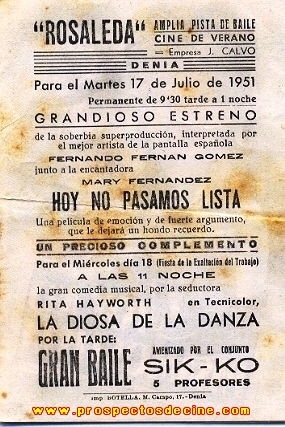 "ROSALEDA" AMPLIA PISTA DE BAILE
CINE DE VERANO
Empresa J. CALVO
DENIA
Para el Martes 17 de Julio de 1951
Permanente de 9'30 tarde a 1 noche
GRANDIOSO ESTRENO
de la soberbia superproducción, interpretada por
el mejor artista de la pantalla española
FERNANDO FERNAN GOMEZ
junto a la encantadora
MARY FERNANDEZ
HOY NO PASAMOS LISTA
Una película de emoción y de fuerte argumento,
que le dejará un hondo recuerdo.
UN PRECIOSO COMPLEMENTO
Para el Miércoles día 18 (Fiesta de la Exaltación del Trabajo)
A LAS 11 NOCHE
la gran comedia musical, por la seductora
RITA HAYWORTH en Tecnicolor,
LA DIOSA DE LA DANZA
POR LA TARDE:
GRAN BAILE
AMENIZADO POR EL CONJUNTO
SIK-KO
5 PROFESORES
imp BOTELLA, M. Campo, 17.-Denia
www.prospectosdecine.com